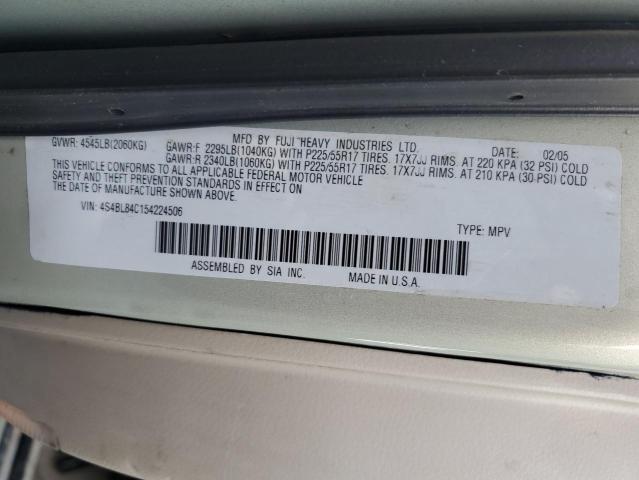 MFD BY FUJI HEAVY INDUSTRIES LTD. DATE: 02/05
GVWR: 4545LB(2060KG) GAWR:F 2295LB(1040KG) WITH P225/55R17 TIRES. 17X7JJ RIMS. AT 220 KPA (32 PSI) COLD
GAWR:R 2340LB(1060KG) WITH P225/55R17 TIRES. 17X7JJ RIMS. AT 210 KPA (30 PSI) COLD
THIS VEHICLE CONFORMS TO ALL APPLICABLE FEDERAL MOTOR VEHICLE
SAFETY AND THEFT PREVENTION STANDARDS IN EFFECT ON
THE DATE OF MANUFACTURE SHOWN ABOVE.
VIN: 4S4BL84C154224506 TYPE: MPV
ASSEMBLED BY SIA INC. MADE IN U.S.A.